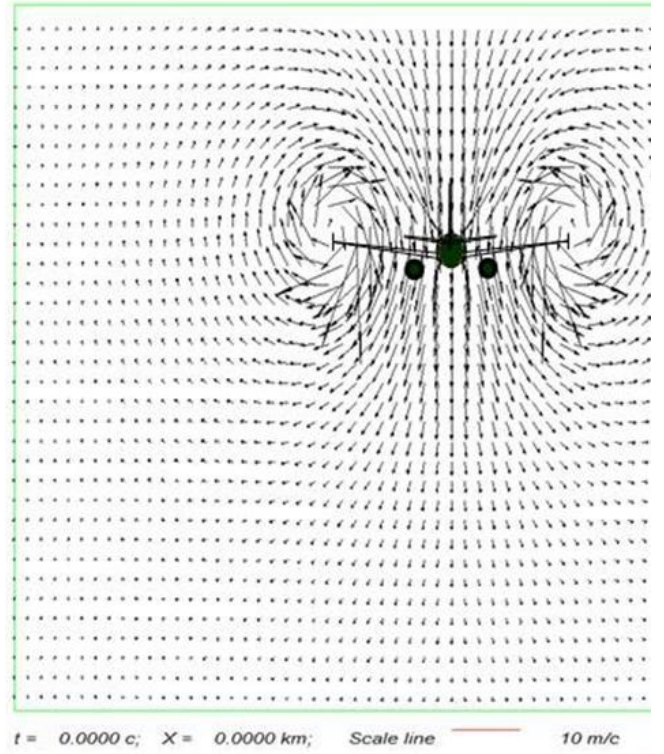 t = 0.0000 c; X = 0.0000 km; Scale line 10 m/c